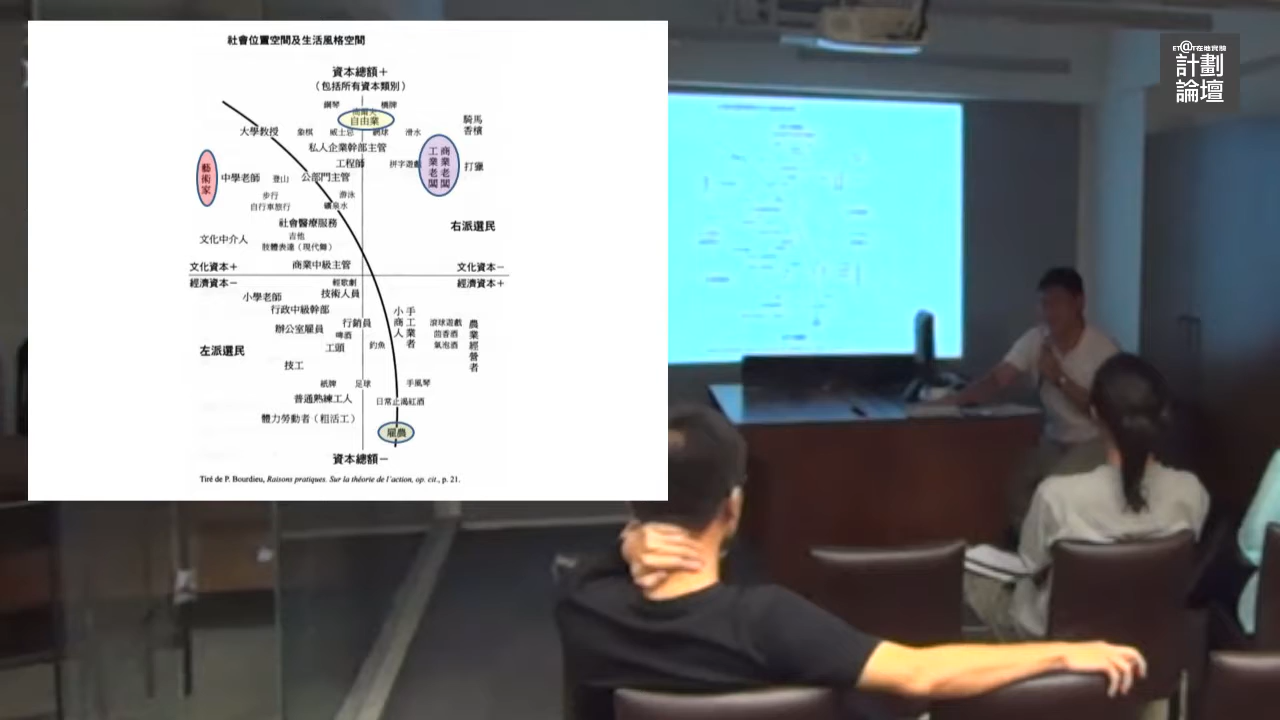 社會位置空間及生活風格空間
資本總額＋
（包括所有資本類別）
鋼琴
橋牌
自由業
大學教授
象棋
威士忌
網球
滑水
騎馬
香檳
私人企業幹部主管
工程師
拼字遊戲
商業老闆
工業老闆
打獵
藝術家
中學老師
登山
公部門主管
步行
游泳
自行車旅行
礦泉水
社會醫療服務
右派選民
文化中介人
吉他
肢體表達（現代舞）
商業中級主管
文化資本＋
文化資本－
經濟資本－
經濟資本＋
輕歌劇
小學老師
技術人員
行政中級幹部
手工業者
小商人
辦公室雇員
行銷員
滾球遊戲
茴香酒
氣泡酒
農業經營者
啤酒
左派選民
工頭
釣魚
技工
紙牌
足球
手風琴
普通熟練工人
日常止渴紅酒
體力勞動者（粗活工）
雇農
資本總額－
Tiré de P. Bourdieu, Raisons pratiques. Sur la théorie de l'action, op. cit., p. 21.
ET@T在地實驗
計劃
論壇